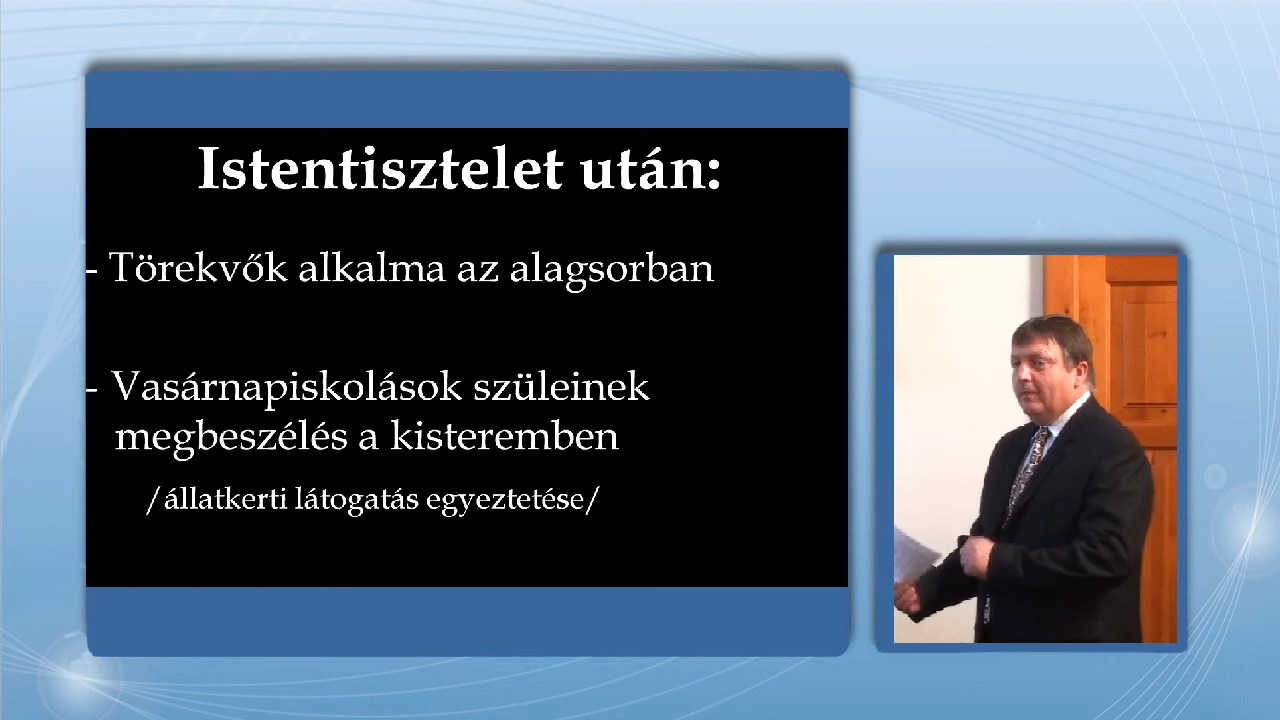 Istentisztelet után:
- Törekvők alkalma az alagsorban
- Vasárnapiskolások szüleinek
megbeszélés a kisteremben
/állatkerti látogatás egyeztetése/